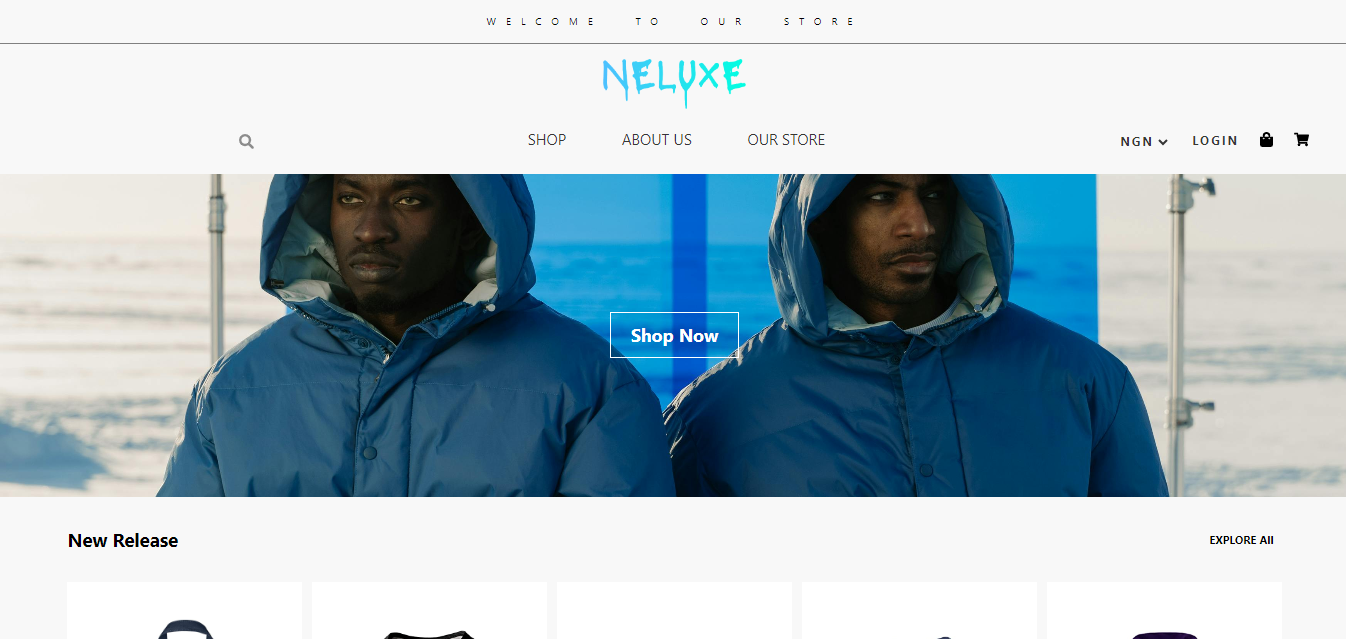 WELCOME TO OUR STORE
NELUXE
SHOP ABOUT US OUR STORE NGN LOGIN
Shop Now
New Release EXPLORE All